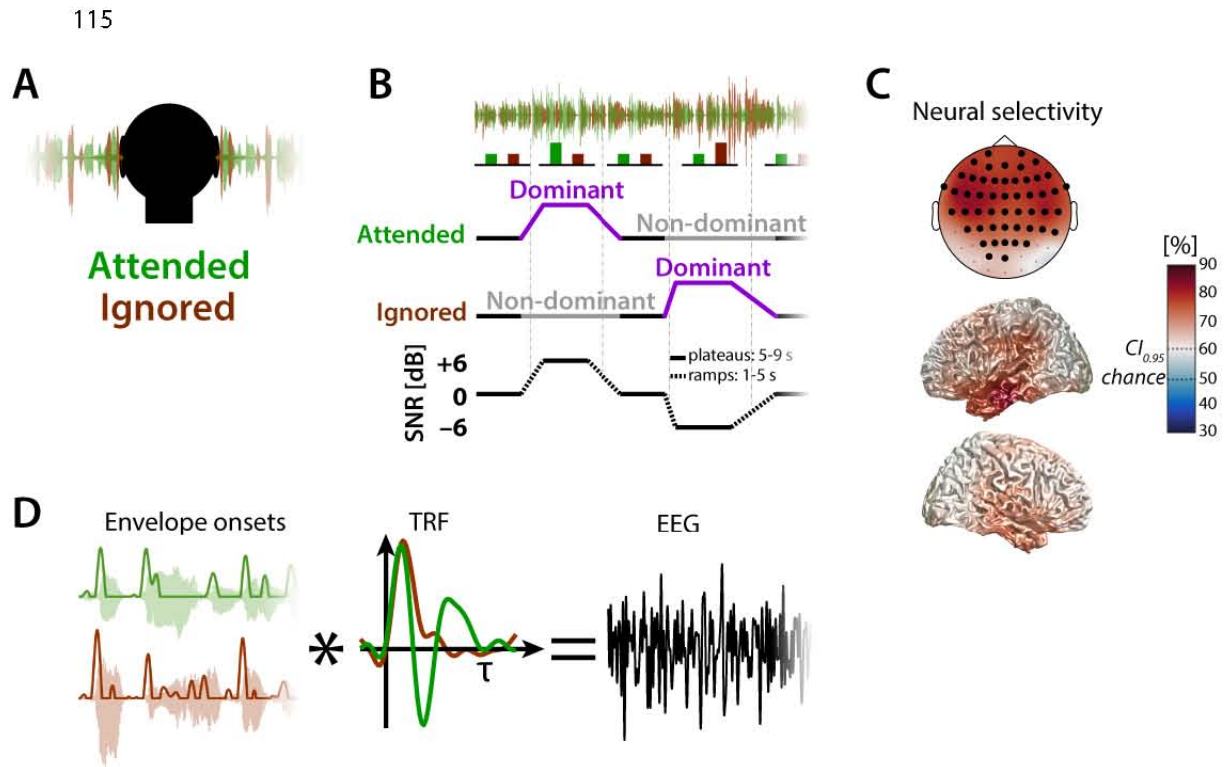 115
A
Attended
Ignored
B
Dominant
Non-dominant
Attended
Dominant
Non-dominant
Ignored
SNR [dB]
+6
0
–6
plateaus: 5-9 s
ramps: 1-5 s
C
Neural selectivity
[%]
90
80
70
CI0.95
60
chance
50
40
30
D
Envelope onsets
TRF
EEG
*
τ
=